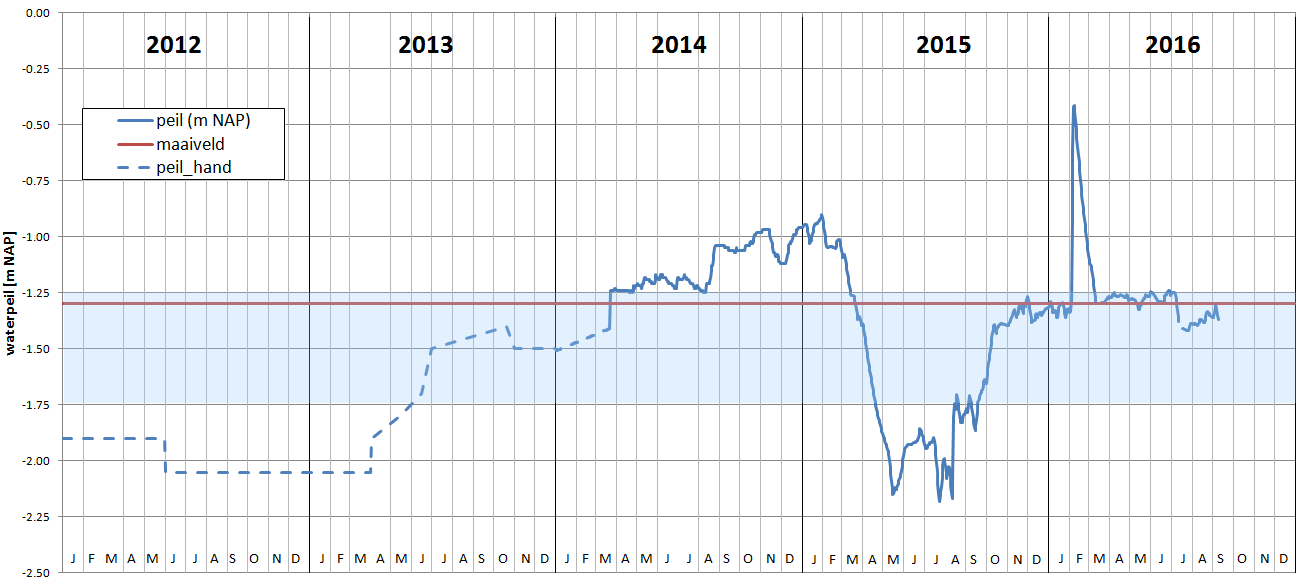 0.00
2012 2013 2014 2015 2016
-0.25
-0.50
peil (m NAP)
maaiveld
peil_hand
-0.75
-1.00
-1.25
waterpeil [m NAP]
-1.50
-1.75
-2.00
-2.25
J F M A M J J A S O N D J F M A M J J A S O N D J F M A M J J A S O N D J F M A M J J A S O N D J F M A M J J A S O N D
-2.50